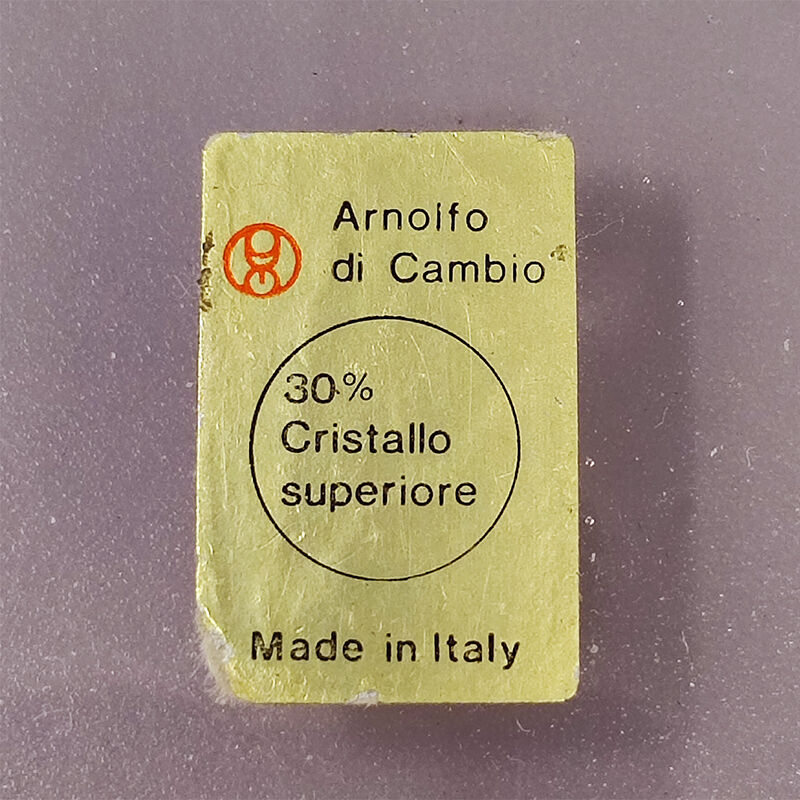 Arnolfo
di Cambio
30%
Cristallo
superiore
Made in Italy